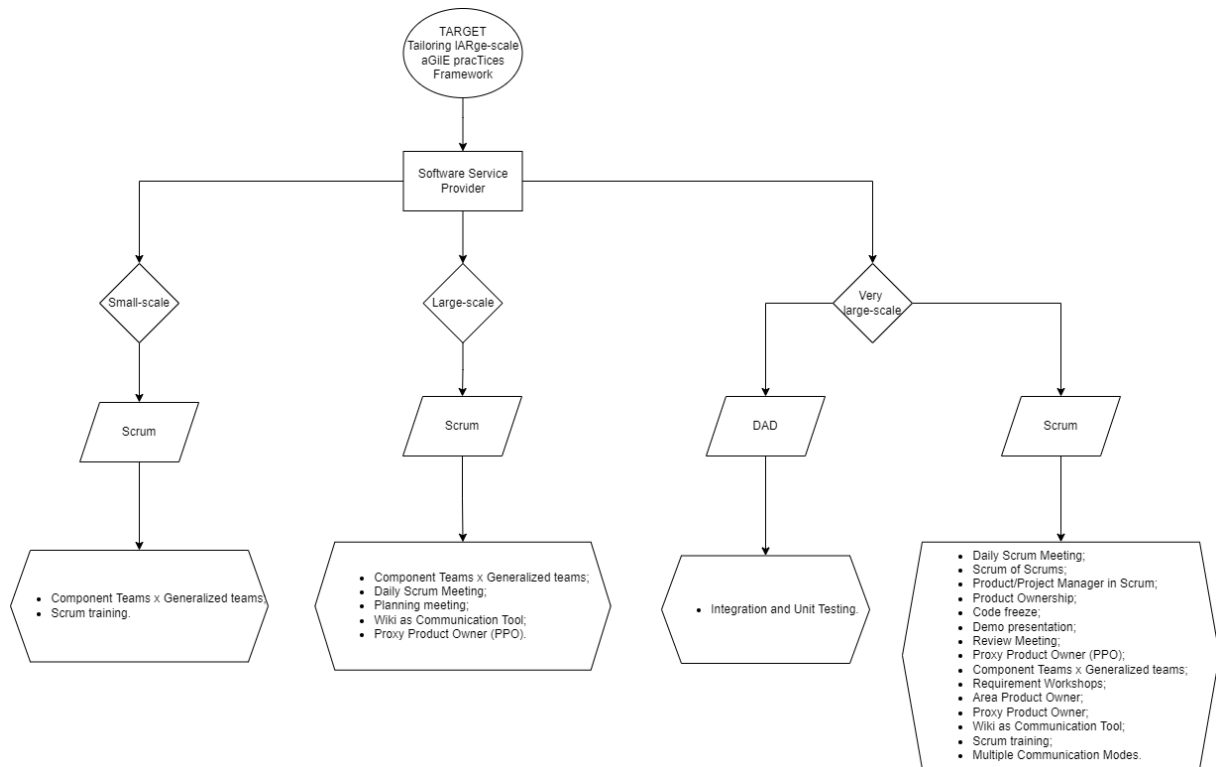 TARGET
Tailoring lARge-scale
aGilE pracTices
Framework
Software Service
Provider
Small-scale
Large-scale
Very
large-scale
Scrum
Scrum
DAD
Scrum
• Component Teams x Generalized teams;
• Scrum training.
• Component Teams x Generalized teams;
• Daily Scrum Meeting;
• Planning meeting;
• Wiki as Communication Tool;
• Proxy Product Owner (PPO).
• Integration and Unit Testing.
• Daily Scrum Meeting;
• Scrum of Scrums;
• Product/Project Manager in Scrum;
• Product Ownership;
• Code freeze;
• Demo presentation;
• Review Meeting;
• Proxy Product Owner (PPO);
• Component Teams x Generalized teams;
• Requirement Workshops;
• Area Product Owner;
• Proxy Product Owner;
• Wiki as Communication Tool;
• Scrum training;
• Multiple Communication Modes.